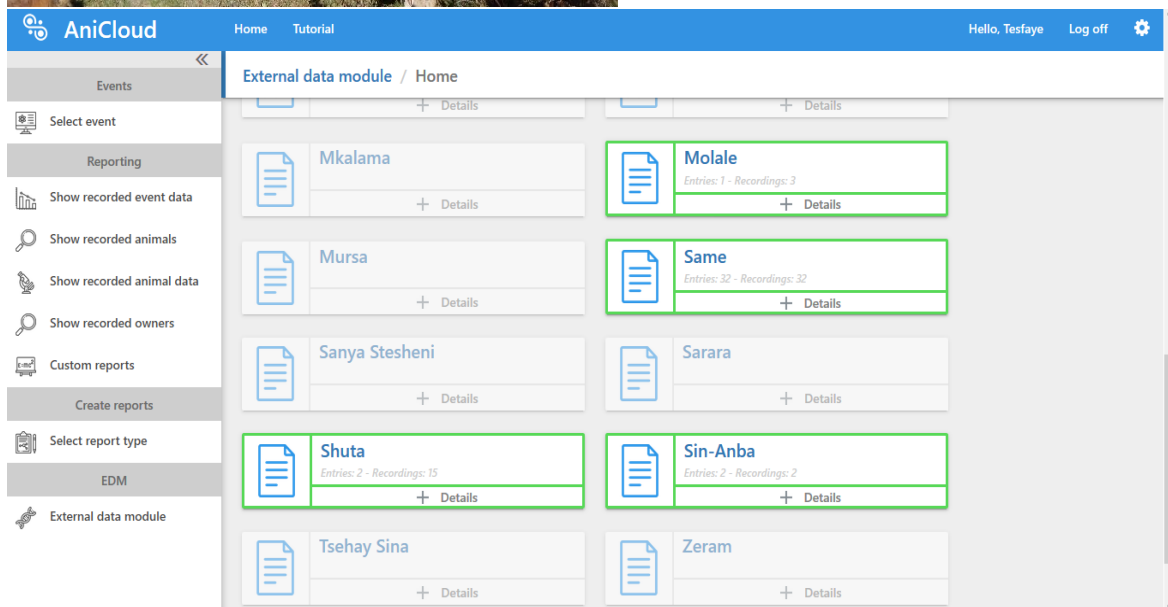 AniCloud
Home Tutorial
Hello, Tesfaye Log off
Events
Select event
Reporting
Show recorded event data
Show recorded animals
Show recorded animal data
Show recorded owners
Custom reports
Create reports
Select report type
EDM
External data module
External data module / Home
+ Details
+ Details
Mkalama
+ Details
Molale
Entries: 1 - Recordings: 3
+ Details
Mursa
+ Details
Same
Entries: 32 - Recordings: 32
+ Details
Sanya Stesheni
+ Details
Sarara
+ Details
Shuta
Entries: 2 - Recordings: 15
+ Details
Sin-Anba
Entries: 2 - Recordings: 2
+ Details
Tsehay Sina
+ Details
Zeram
+ Details